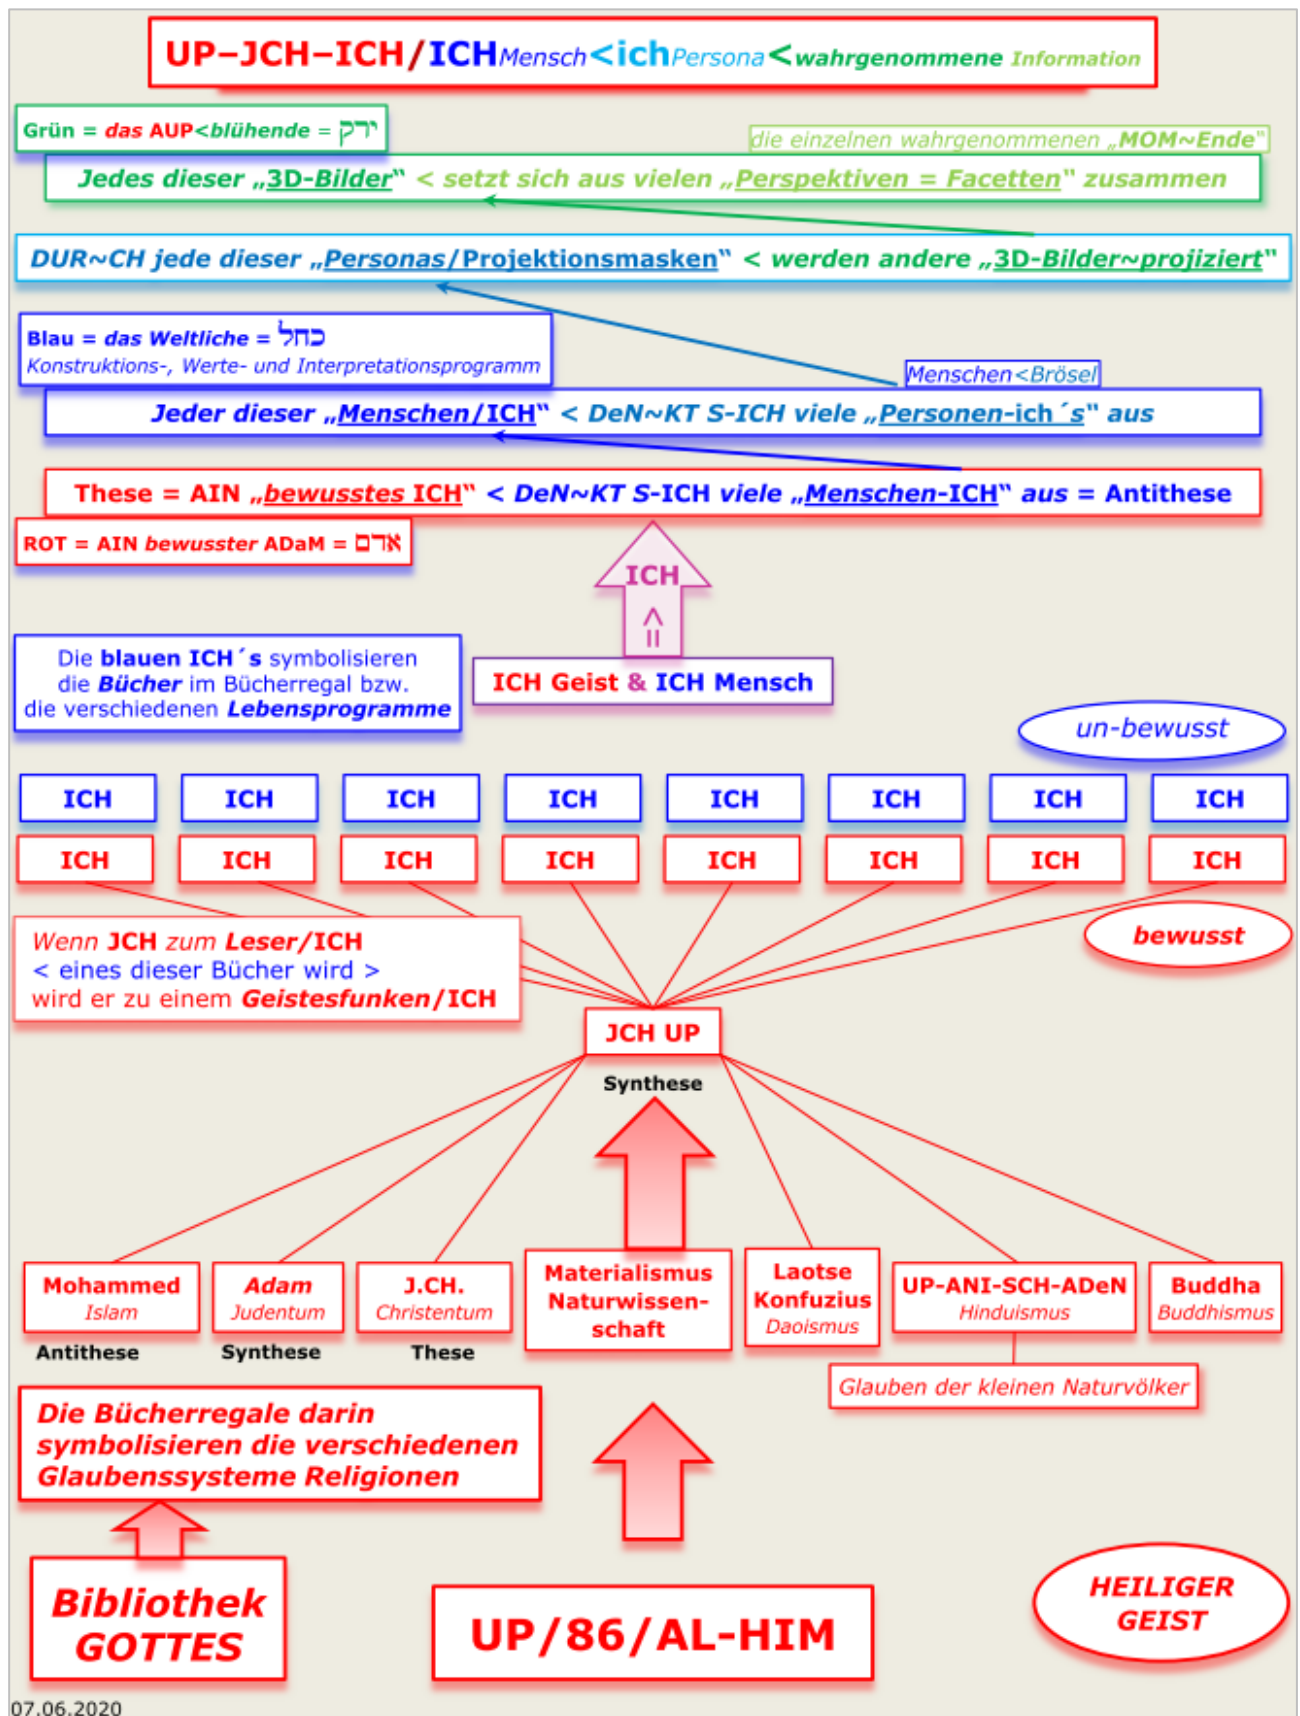 UP–JCH–ICH/ICHMensch<ichPersona<wahrgenommene Information
Grün = das AUP<blühende = ירק
die einzelnen wahrgenommenen „MOM~Ende“
Jedes dieser „3D-Bilder“ < setzt sich aus vielen „Perspektiven = Facetten“ zusammen
DUR~CH jede dieser „Personas/Projektionsmasken“ < werden andere „3D-Bilder~projiziert“
Blau = das Weltliche = כחל
Konstruktions-, Werte- und Interpretationsprogramm
Menschen<Brösel
Jeder dieser „Menschen/ICH“ < DeN~KT S-ICH viele „Personen-ich´s“ aus
These = AIN „bewusstes ICH“ < DeN~KT S-ICH viele „Menschen-ICH“ aus = Antithese
ROT = AIN bewusster ADaM = אדם
ICH
=>
ICH Geist & ICH Mensch
Die blauen ICH´s symbolisieren
die Bücher im Bücherregal bzw.
die verschiedenen Lebensprogramme
un-bewusst
ICH ICH ICH ICH ICH ICH ICH ICH
ICH ICH ICH ICH ICH ICH ICH ICH
bewusst
Wenn JCH zum Leser/ICH
< eines dieser Bücher wird >
wird er zu einem Geistesfunken/ICH
JCH UP
Synthese
Mohammed
Islam
Antithese
Adam
Judentum
Synthese
J.CH.
Christentum
These
Materialismus
Naturwissen-
schaft
Laotse
Konfuzius
Daoismus
UP-ANI-SCH-ADeN
Hinduismus
Buddha
Buddhismus
Glauben der kleinen Naturvölker
Die Bücherregale darin
symbolisieren die verschiedenen
Glaubenssysteme Religionen
Bibliothek
GOTTES
UP/86/AL-HIM
HEILIGER
GEIST
07.06.2020